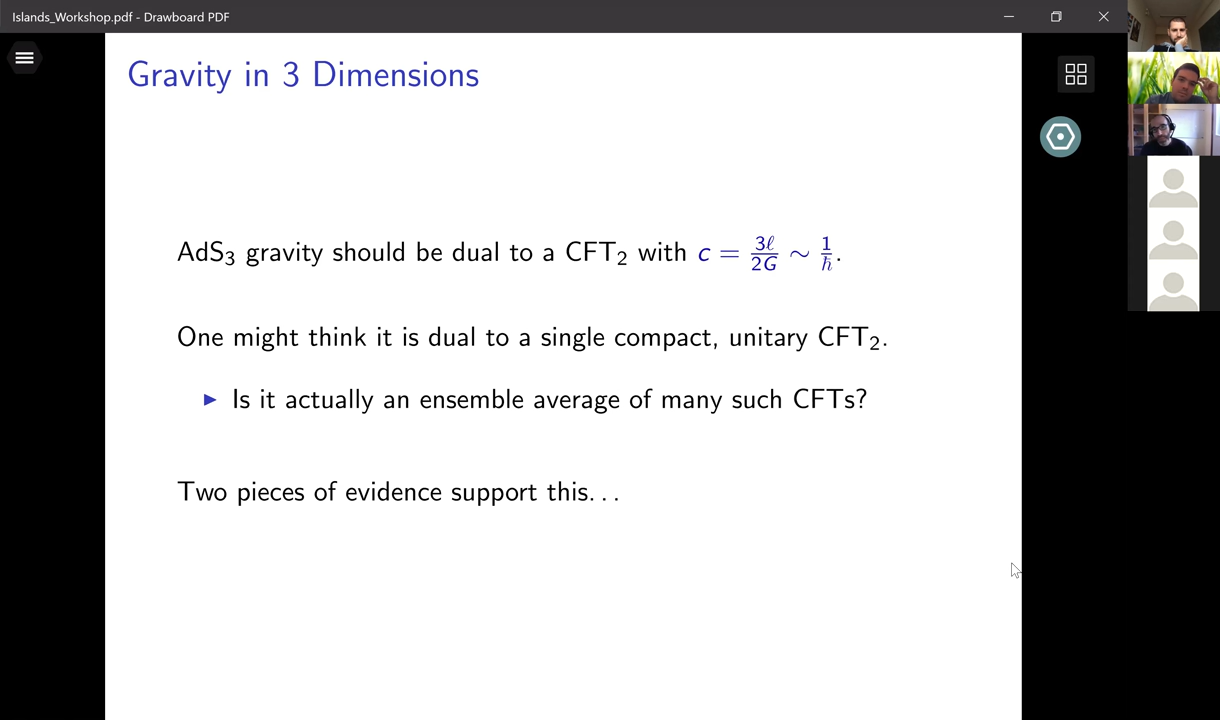 Islands_Workshop.pdf - Drawboard PDF
Gravity in 3 Dimensions
AdS₃ gravity should be dual to a CFT₂ with c = 3ℓ/2G ∼ 1/ħ.
One might think it is dual to a single compact, unitary CFT₂.
▶ Is it actually an ensemble average of many such CFTs?
Two pieces of evidence support this...